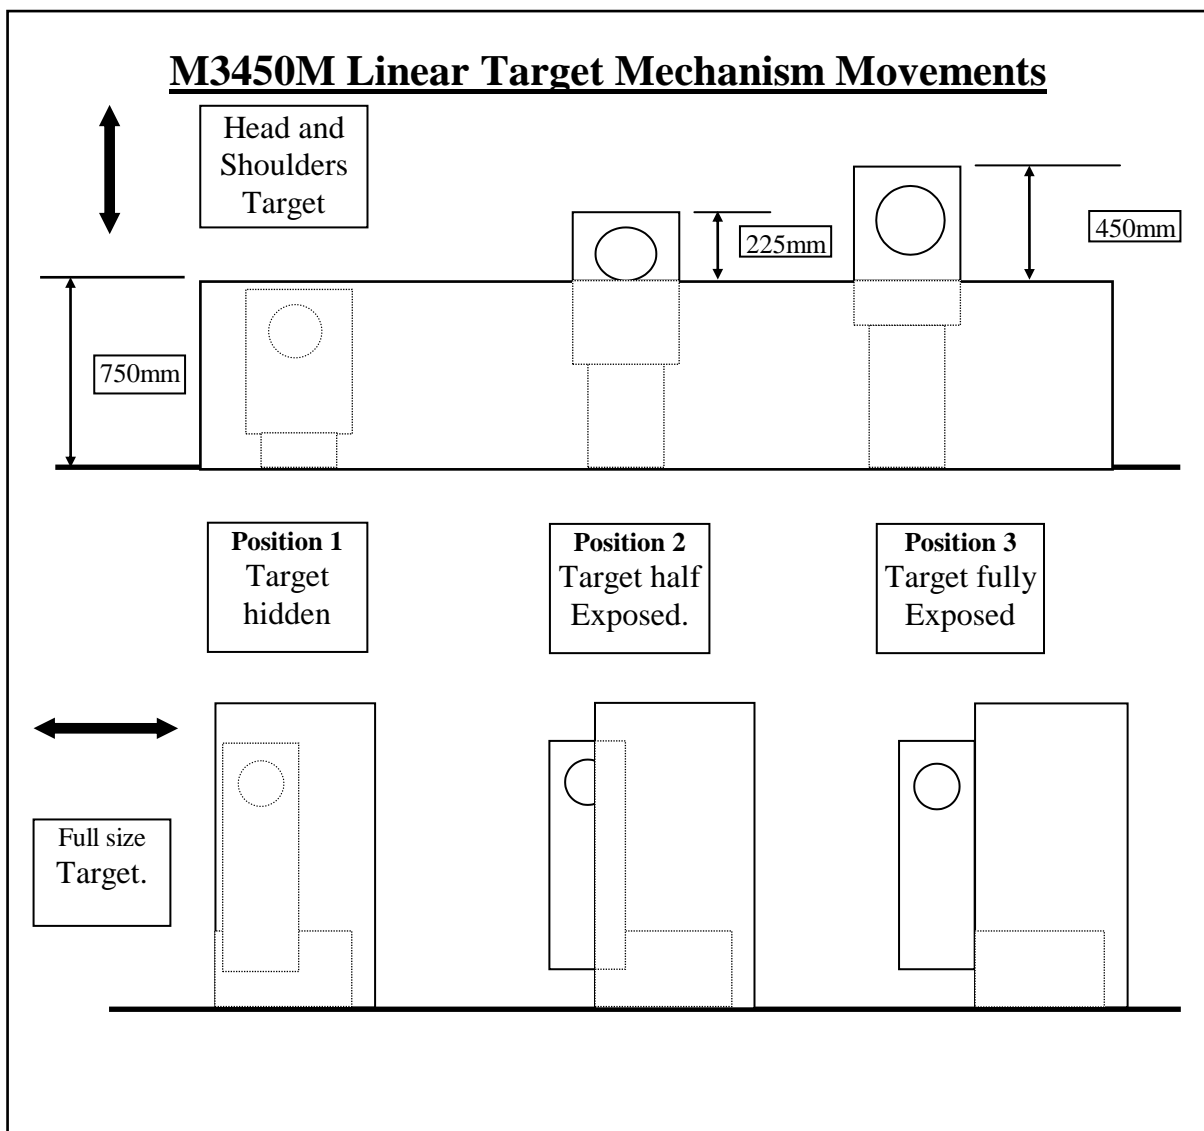 M3450M Linear Target Mechanism Movements
Head and
Shoulders
Target
225mm
450mm
750mm
Position 1
Target
hidden
Position 2
Target half
Exposed.
Position 3
Target fully
Exposed
Full size
Target.